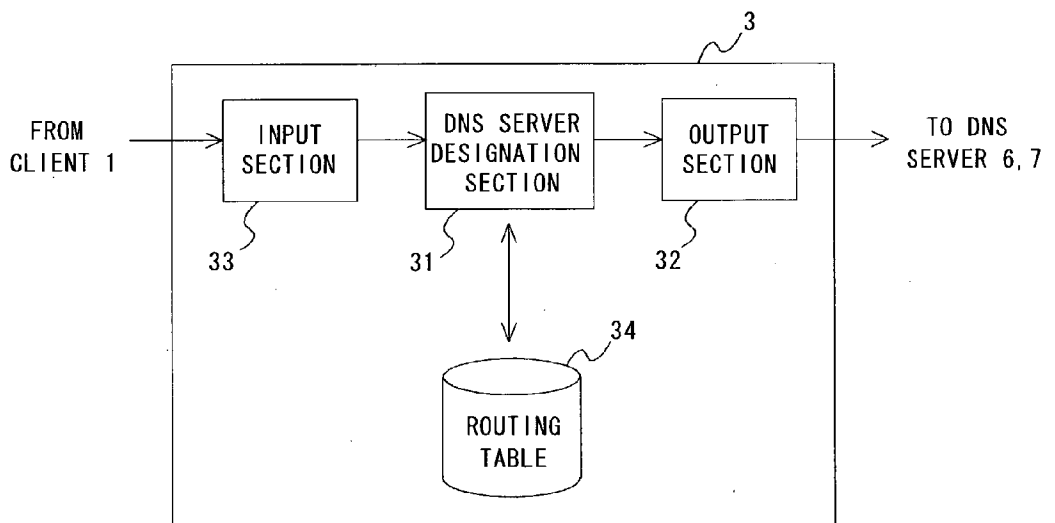 3
FROM
CLIENT 1
INPUT
SECTION
DNS SERVER
DESIGNATION
SECTION
OUTPUT
SECTION
TO DNS
SERVER 6, 7
33
31
32
34
ROUTING
TABLE